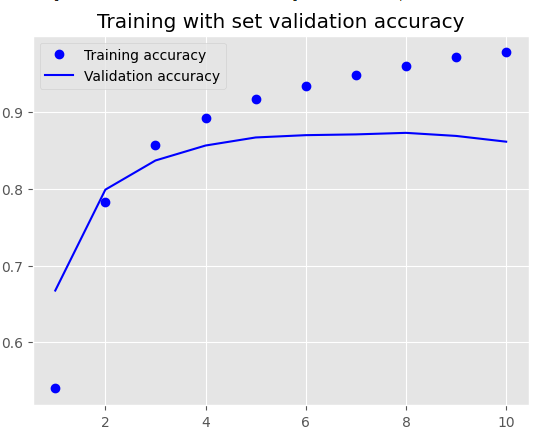 Training with set validation accuracy
Training accuracy
Validation accuracy
0.9
0.8
0.7
0.6
2 4 6 8 10